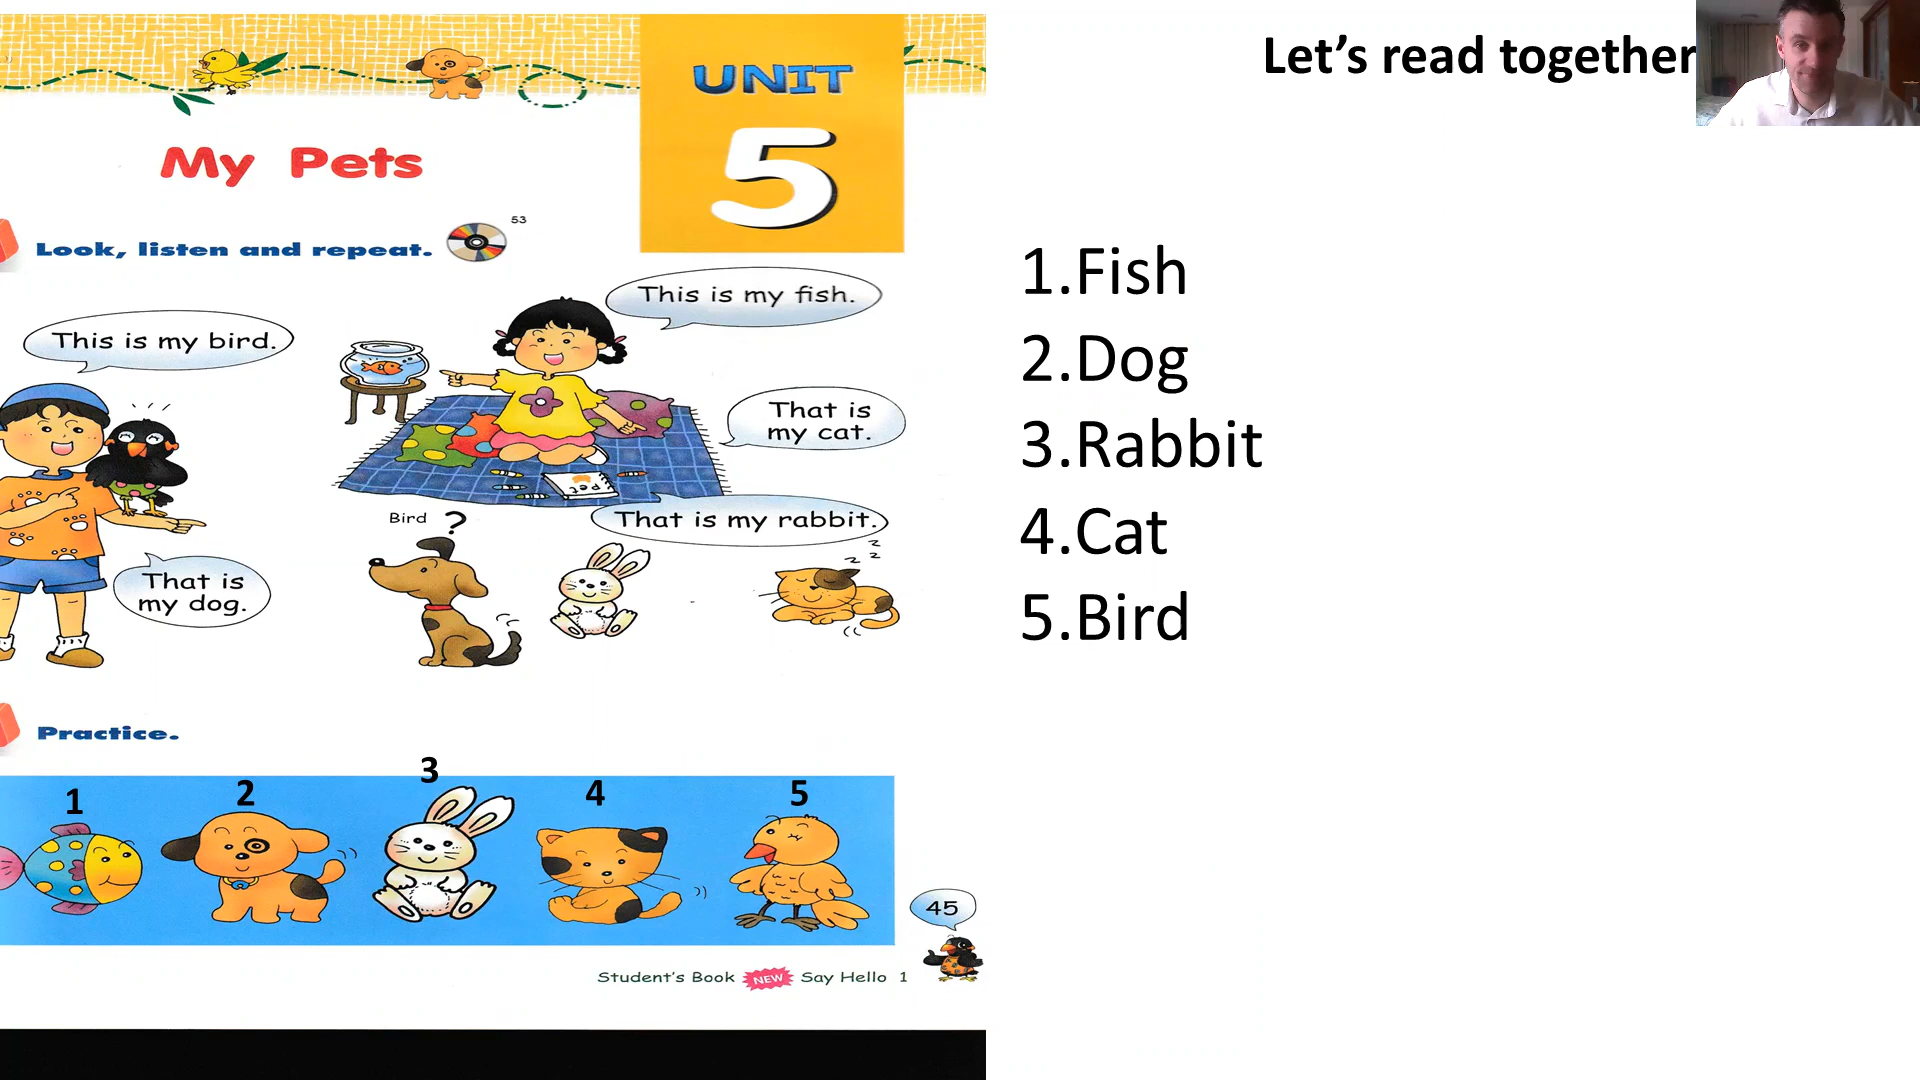 UNIT
5
My Pets
53
Look, listen and repeat.
This is my fish.
This is my bird.
That is
my cat.
Bird ?
That is my rabbit.
z
z z
That is
my dog.
Pet
Practice.
1
2
3
4
5
45
Student's Book NEW Say Hello 1
Let's read together
1.Fish
2.Dog
3.Rabbit
4.Cat
5.Bird